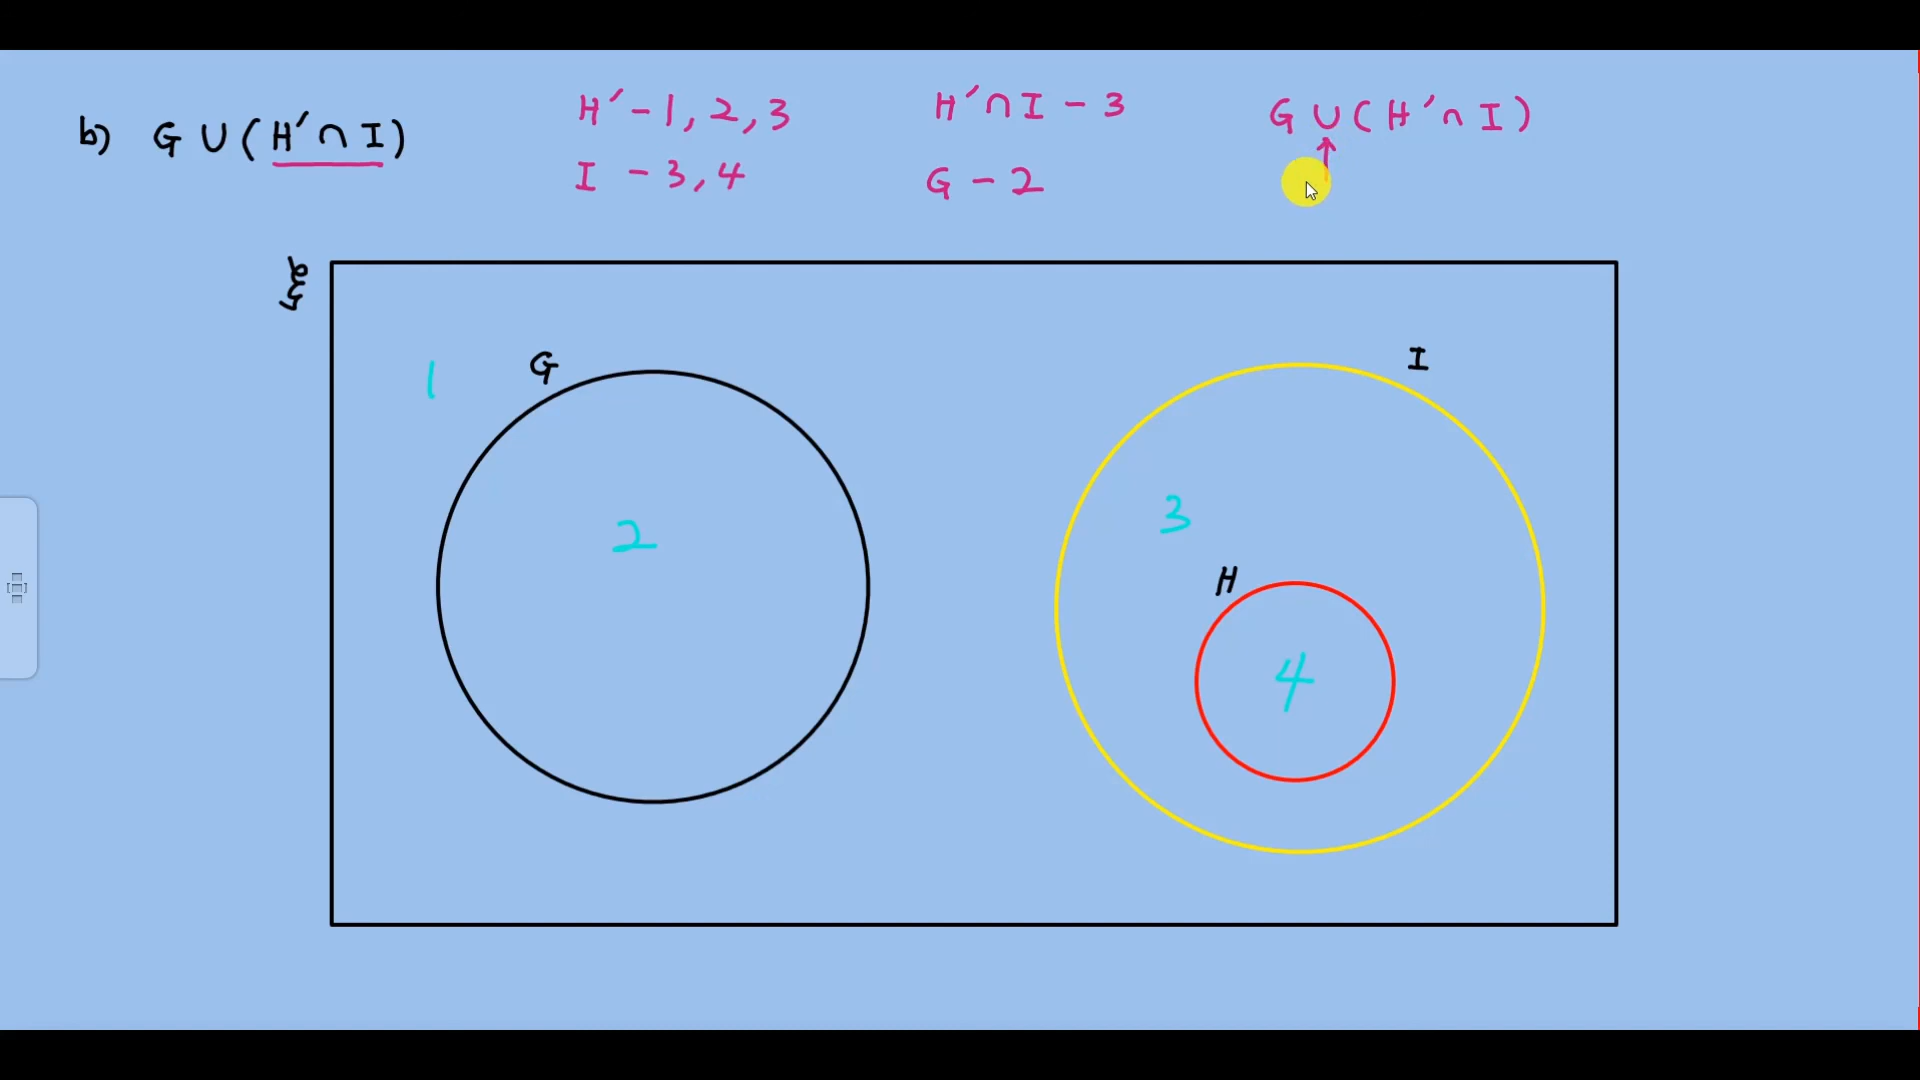 b) G ∪ (H′ ∩ I)
H′ - 1, 2, 3
I - 3, 4
H′ ∩ I - 3
G - 2
G ∪ (H′ ∩ I)
ξ
1
G
2
I
3
H
4